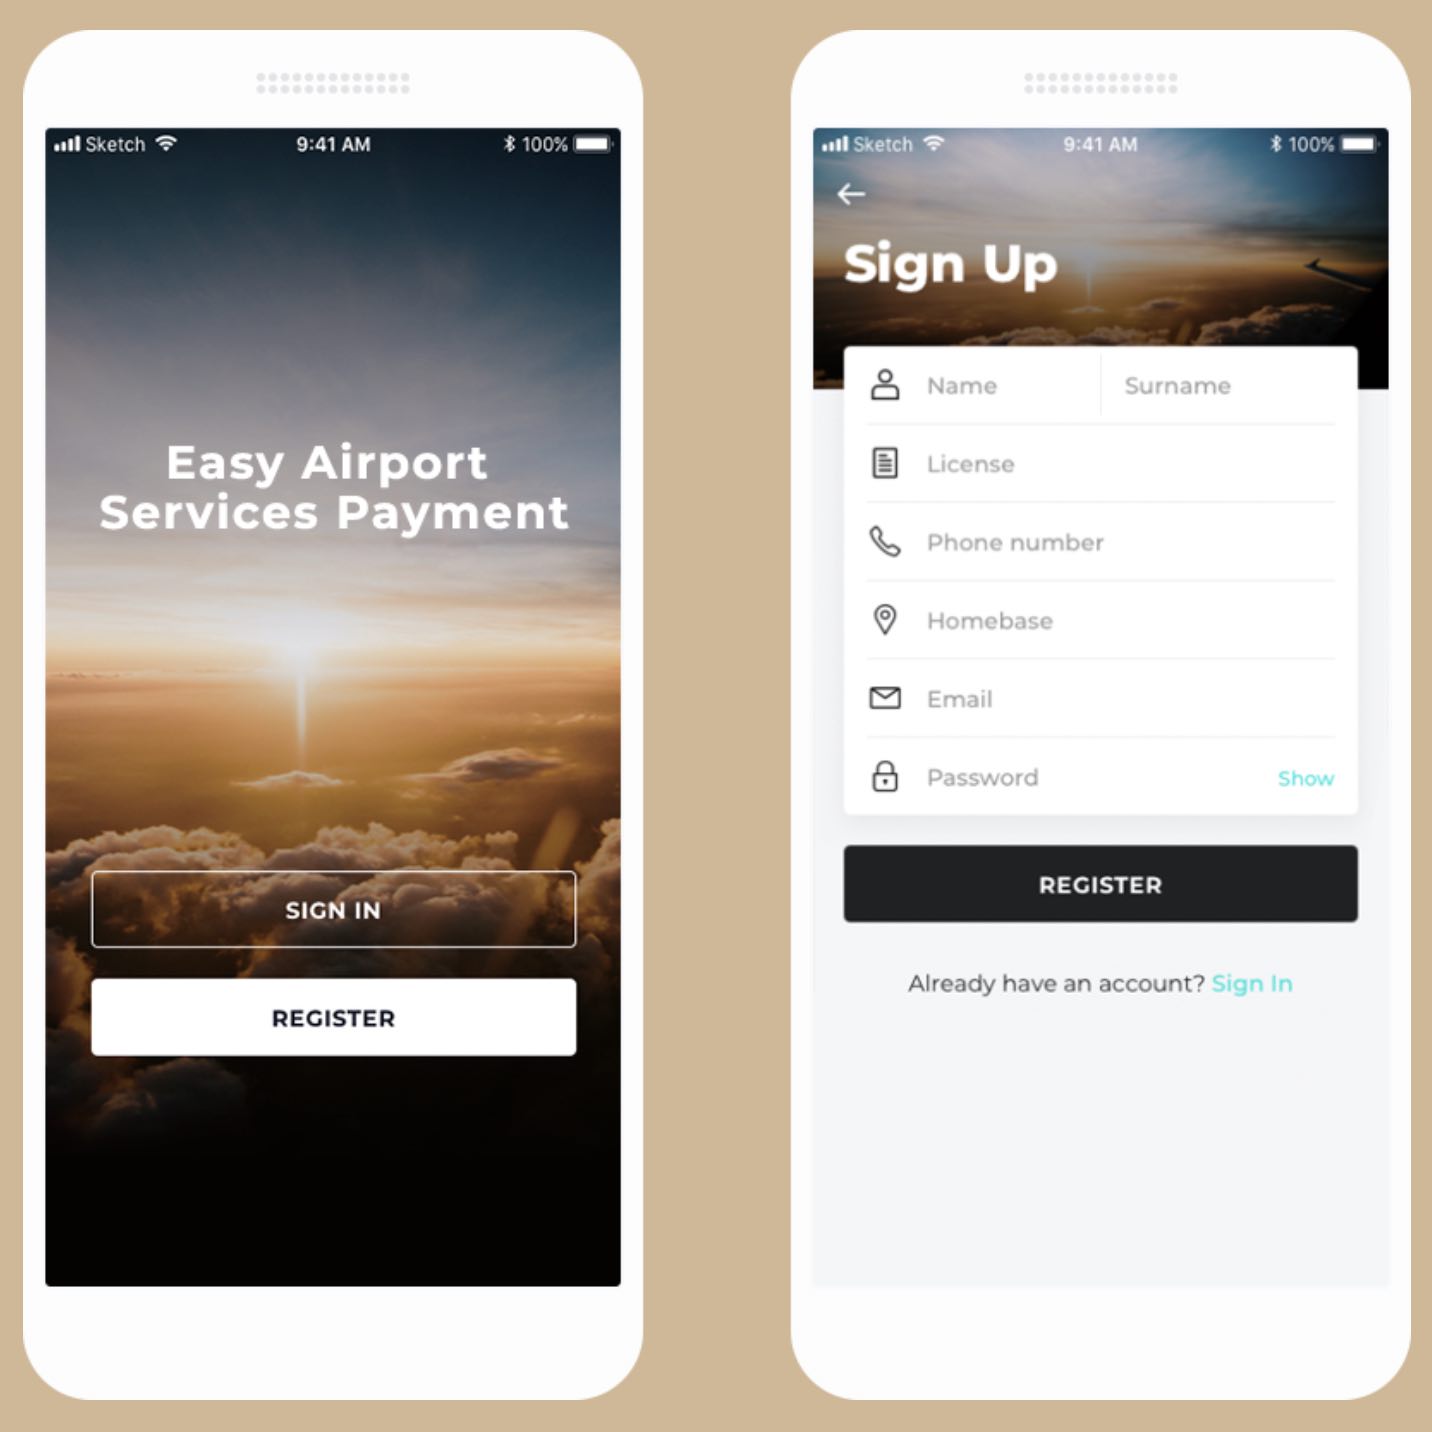 Sketch 9:41 AM 100%
Easy Airport
Services Payment
SIGN IN
REGISTER
Sketch 9:41 AM 100%
Sign Up
Name Surname
License
Phone number
Homebase
Email
Password Show
REGISTER
Already have an account? Sign In